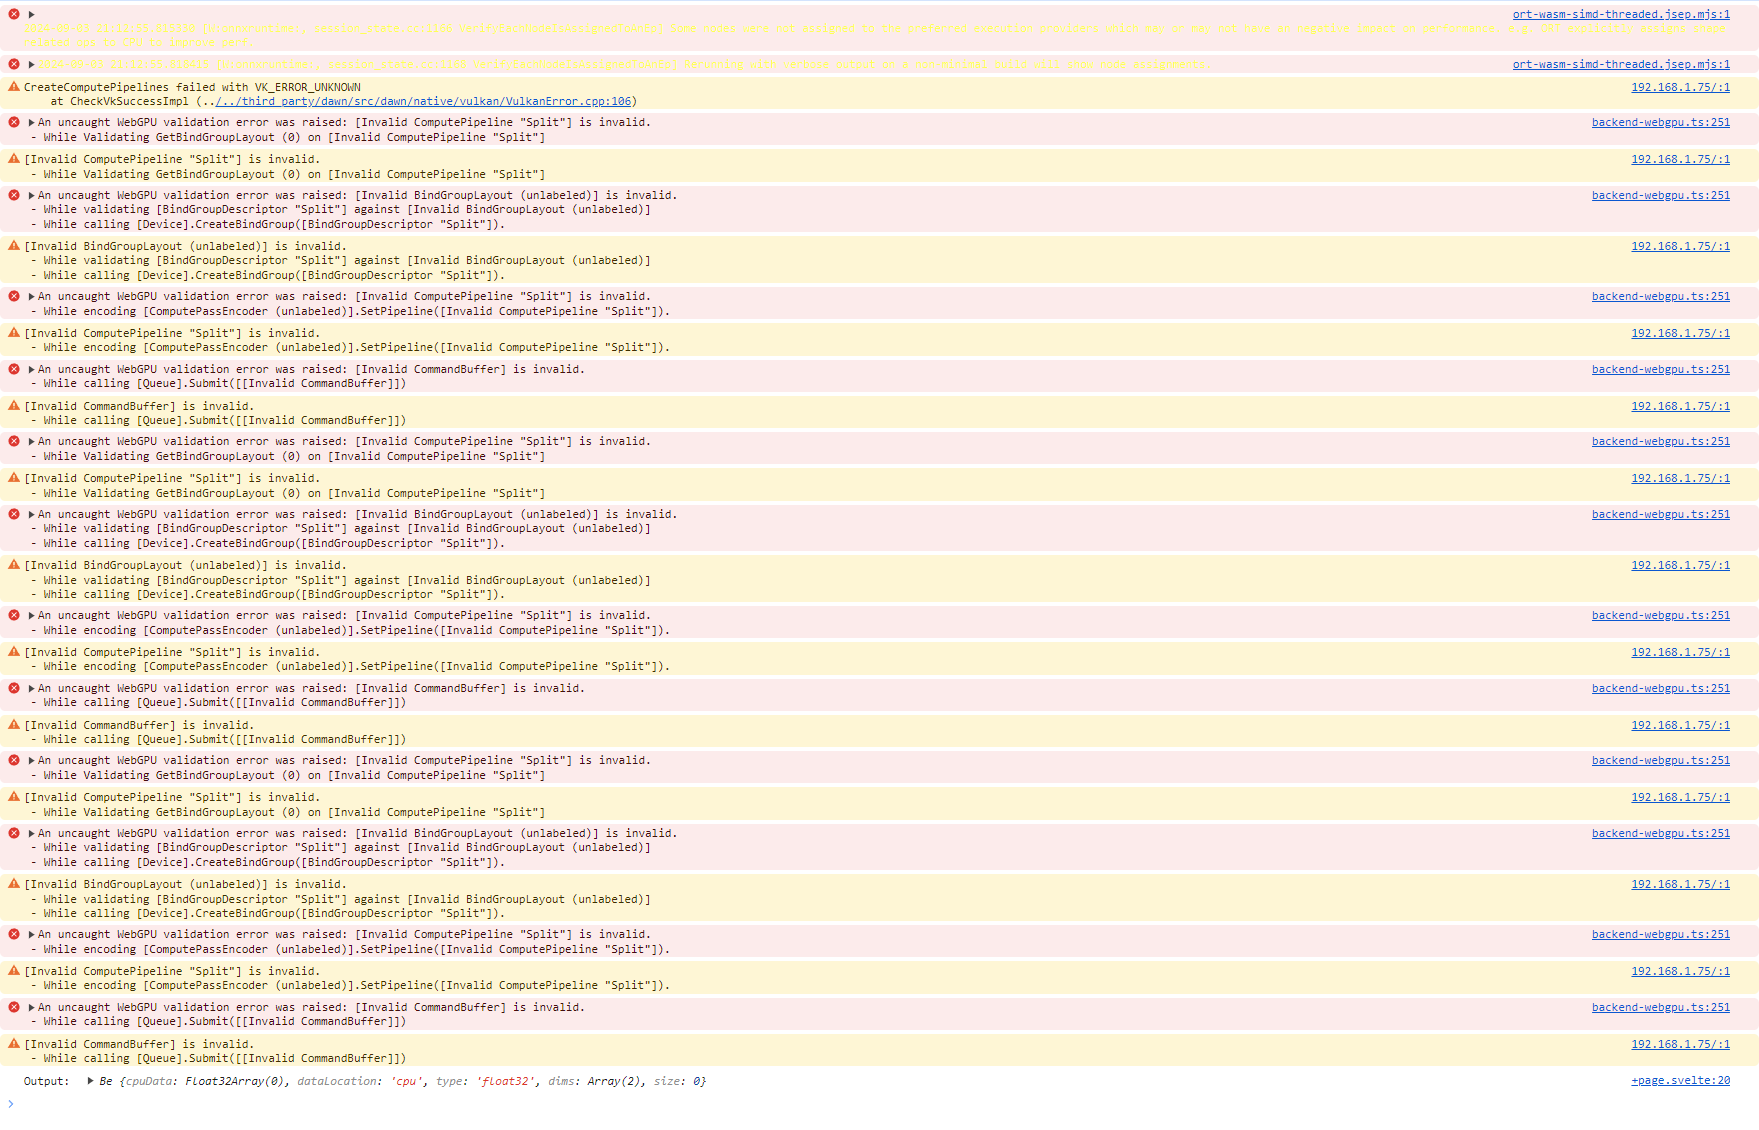 ort-wasm-simd-threaded.jsep.mjs:1
ort-wasm-simd-threaded.jsep.mjs:1
CreateComputePipelines failed with VK_ERROR_UNKNOWN 192.168.1.75/:1
at CheckVkSuccessImpl (../../third_party/dawn/src/dawn/native/vulkan/VulkanError.cpp:106)
An uncaught WebGPU validation error was raised: [Invalid ComputePipeline "Split"] is invalid. backend-webgpu.ts:251
- While Validating GetBindGroupLayout (0) on [Invalid ComputePipeline "Split"]
[Invalid ComputePipeline "Split"] is invalid. 192.168.1.75/:1
- While Validating GetBindGroupLayout (0) on [Invalid ComputePipeline "Split"]
An uncaught WebGPU validation error was raised: [Invalid BindGroupLayout (unlabeled)] is invalid. backend-webgpu.ts:251
- While validating [BindGroupDescriptor "Split"] against [Invalid BindGroupLayout (unlabeled)]
- While calling [Device].CreateBindGroup([BindGroupDescriptor "Split"]).
[Invalid BindGroupLayout (unlabeled)] is invalid. 192.168.1.75/:1
- While validating [BindGroupDescriptor "Split"] against [Invalid BindGroupLayout (unlabeled)]
- While calling [Device].CreateBindGroup([BindGroupDescriptor "Split"]).
An uncaught WebGPU validation error was raised: [Invalid ComputePipeline "Split"] is invalid. backend-webgpu.ts:251
- While encoding [ComputePassEncoder (unlabeled)].SetPipeline([Invalid ComputePipeline "Split"]).
[Invalid ComputePipeline "Split"] is invalid. 192.168.1.75/:1
- While encoding [ComputePassEncoder (unlabeled)].SetPipeline([Invalid ComputePipeline "Split"]).
An uncaught WebGPU validation error was raised: [Invalid CommandBuffer] is invalid. backend-webgpu.ts:251
- While calling [Queue].Submit([[Invalid CommandBuffer]])
[Invalid CommandBuffer] is invalid. 192.168.1.75/:1
- While calling [Queue].Submit([[Invalid CommandBuffer]])
An uncaught WebGPU validation error was raised: [Invalid ComputePipeline "Split"] is invalid. backend-webgpu.ts:251
- While Validating GetBindGroupLayout (0) on [Invalid ComputePipeline "Split"]
[Invalid ComputePipeline "Split"] is invalid. 192.168.1.75/:1
- While Validating GetBindGroupLayout (0) on [Invalid ComputePipeline "Split"]
An uncaught WebGPU validation error was raised: [Invalid BindGroupLayout (unlabeled)] is invalid. backend-webgpu.ts:251
- While validating [BindGroupDescriptor "Split"] against [Invalid BindGroupLayout (unlabeled)]
- While calling [Device].CreateBindGroup([BindGroupDescriptor "Split"]).
[Invalid BindGroupLayout (unlabeled)] is invalid. 192.168.1.75/:1
- While validating [BindGroupDescriptor "Split"] against [Invalid BindGroupLayout (unlabeled)]
- While calling [Device].CreateBindGroup([BindGroupDescriptor "Split"]).
An uncaught WebGPU validation error was raised: [Invalid ComputePipeline "Split"] is invalid. backend-webgpu.ts:251
- While encoding [ComputePassEncoder (unlabeled)].SetPipeline([Invalid ComputePipeline "Split"]).
[Invalid ComputePipeline "Split"] is invalid. 192.168.1.75/:1
- While encoding [ComputePassEncoder (unlabeled)].SetPipeline([Invalid ComputePipeline "Split"]).
An uncaught WebGPU validation error was raised: [Invalid CommandBuffer] is invalid. backend-webgpu.ts:251
- While calling [Queue].Submit([[Invalid CommandBuffer]])
[Invalid CommandBuffer] is invalid. 192.168.1.75/:1
- While calling [Queue].Submit([[Invalid CommandBuffer]])
An uncaught WebGPU validation error was raised: [Invalid ComputePipeline "Split"] is invalid. backend-webgpu.ts:251
- While Validating GetBindGroupLayout (0) on [Invalid ComputePipeline "Split"]
[Invalid ComputePipeline "Split"] is invalid. 192.168.1.75/:1
- While Validating GetBindGroupLayout (0) on [Invalid ComputePipeline "Split"]
An uncaught WebGPU validation error was raised: [Invalid BindGroupLayout (unlabeled)] is invalid. backend-webgpu.ts:251
- While validating [BindGroupDescriptor "Split"] against [Invalid BindGroupLayout (unlabeled)]
- While calling [Device].CreateBindGroup([BindGroupDescriptor "Split"]).
[Invalid BindGroupLayout (unlabeled)] is invalid. 192.168.1.75/:1
- While validating [BindGroupDescriptor "Split"] against [Invalid BindGroupLayout (unlabeled)]
- While calling [Device].CreateBindGroup([BindGroupDescriptor "Split"]).
An uncaught WebGPU validation error was raised: [Invalid ComputePipeline "Split"] is invalid. backend-webgpu.ts:251
- While encoding [ComputePassEncoder (unlabeled)].SetPipeline([Invalid ComputePipeline "Split"]).
[Invalid ComputePipeline "Split"] is invalid. 192.168.1.75/:1
- While encoding [ComputePassEncoder (unlabeled)].SetPipeline([Invalid ComputePipeline "Split"]).
An uncaught WebGPU validation error was raised: [Invalid CommandBuffer] is invalid. backend-webgpu.ts:251
- While calling [Queue].Submit([[Invalid CommandBuffer]])
[Invalid CommandBuffer] is invalid. 192.168.1.75/:1
- While calling [Queue].Submit([[Invalid CommandBuffer]])
Output: Be {cpuData: Float32Array(0), dataLocation: 'cpu', type: 'float32', dims: Array(2), size: 0} +page.svelte:20